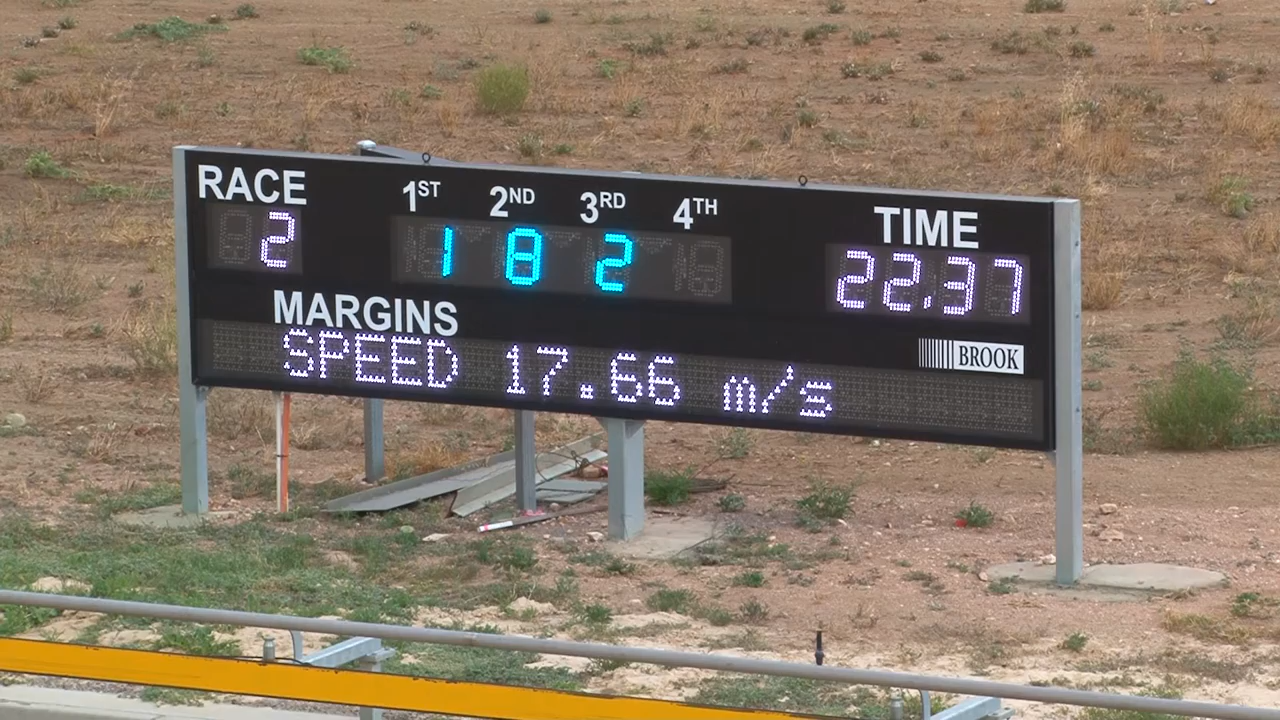 RACE 1ST 2ND 3RD 4TH TIME
2 1 8 2 22.37
MARGINS
BROOK
SPEED 17.66 m/s